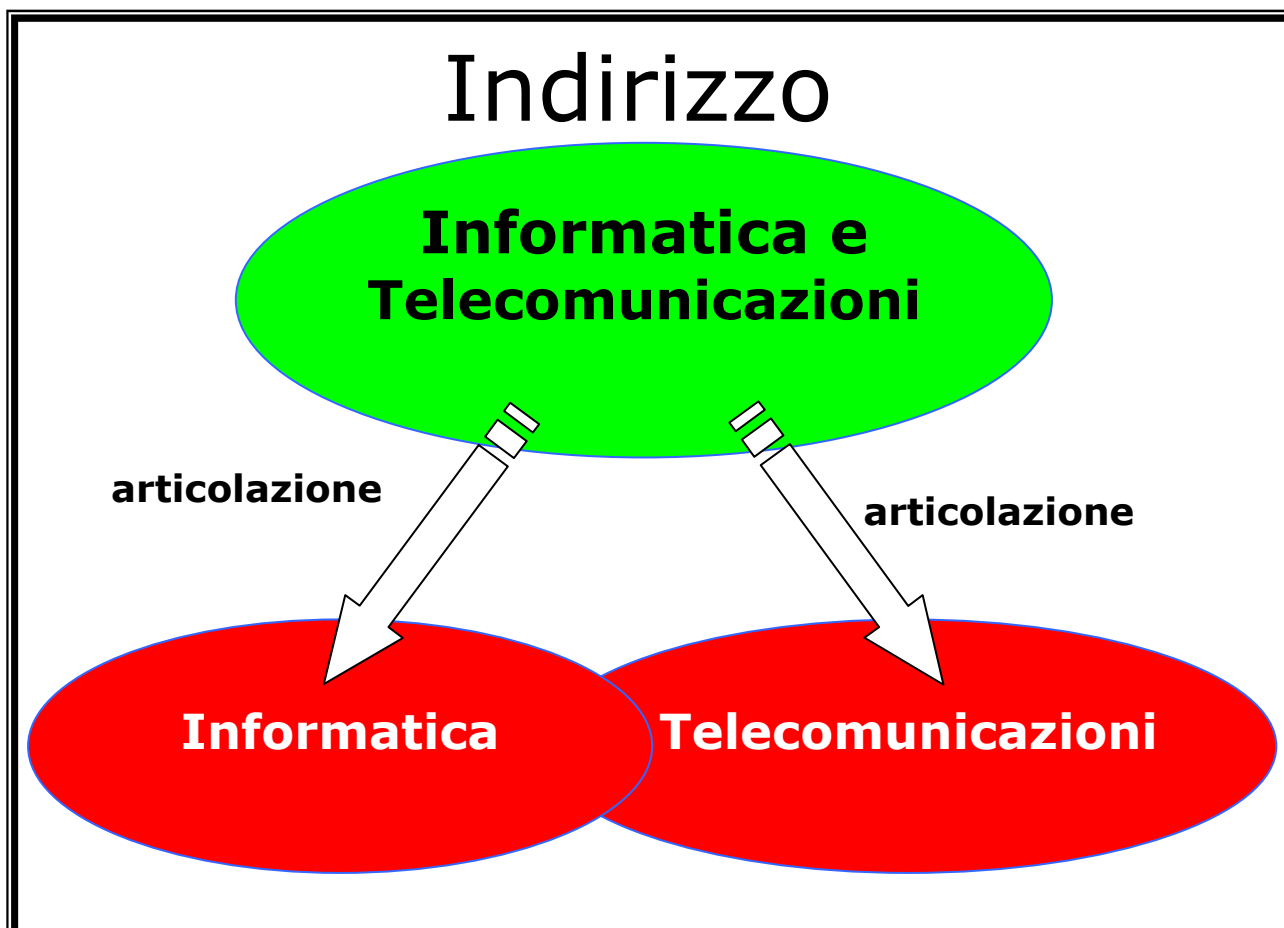 Indirizzo
Informatica e
Telecomunicazioni
articolazione
articolazione
Informatica
Telecomunicazioni